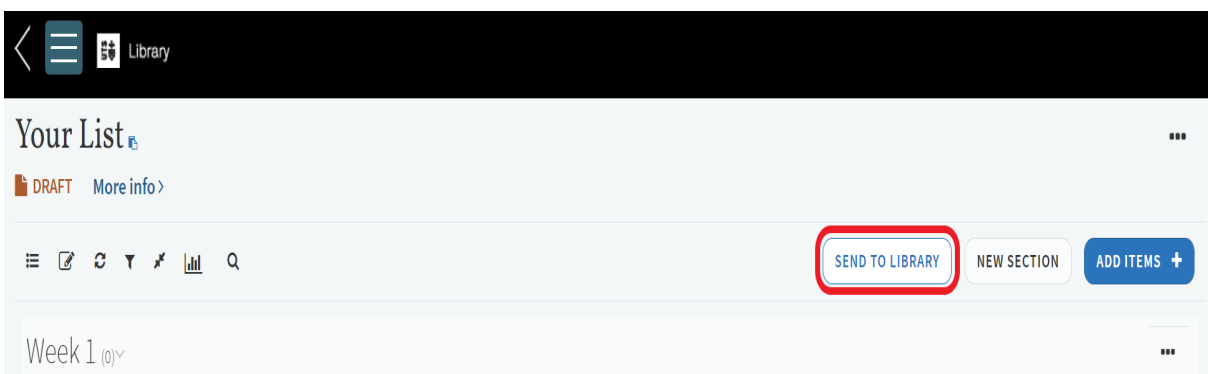 Library
Your List
DRAFT More info >
SEND TO LIBRARY NEW SECTION ADD ITEMS +
Week 1 (0)